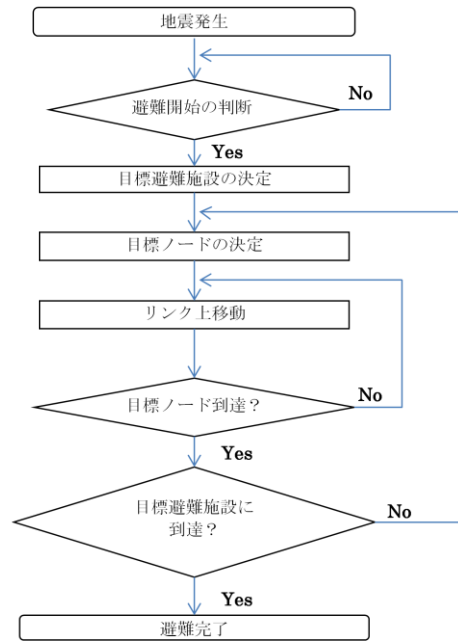 地震発生
避難開始の判断
No
Yes
目標避難施設の決定
目標ノードの決定
リンク上移動
目標ノード到達？
No
Yes
目標避難施設に
到達？
No
Yes
避難完了